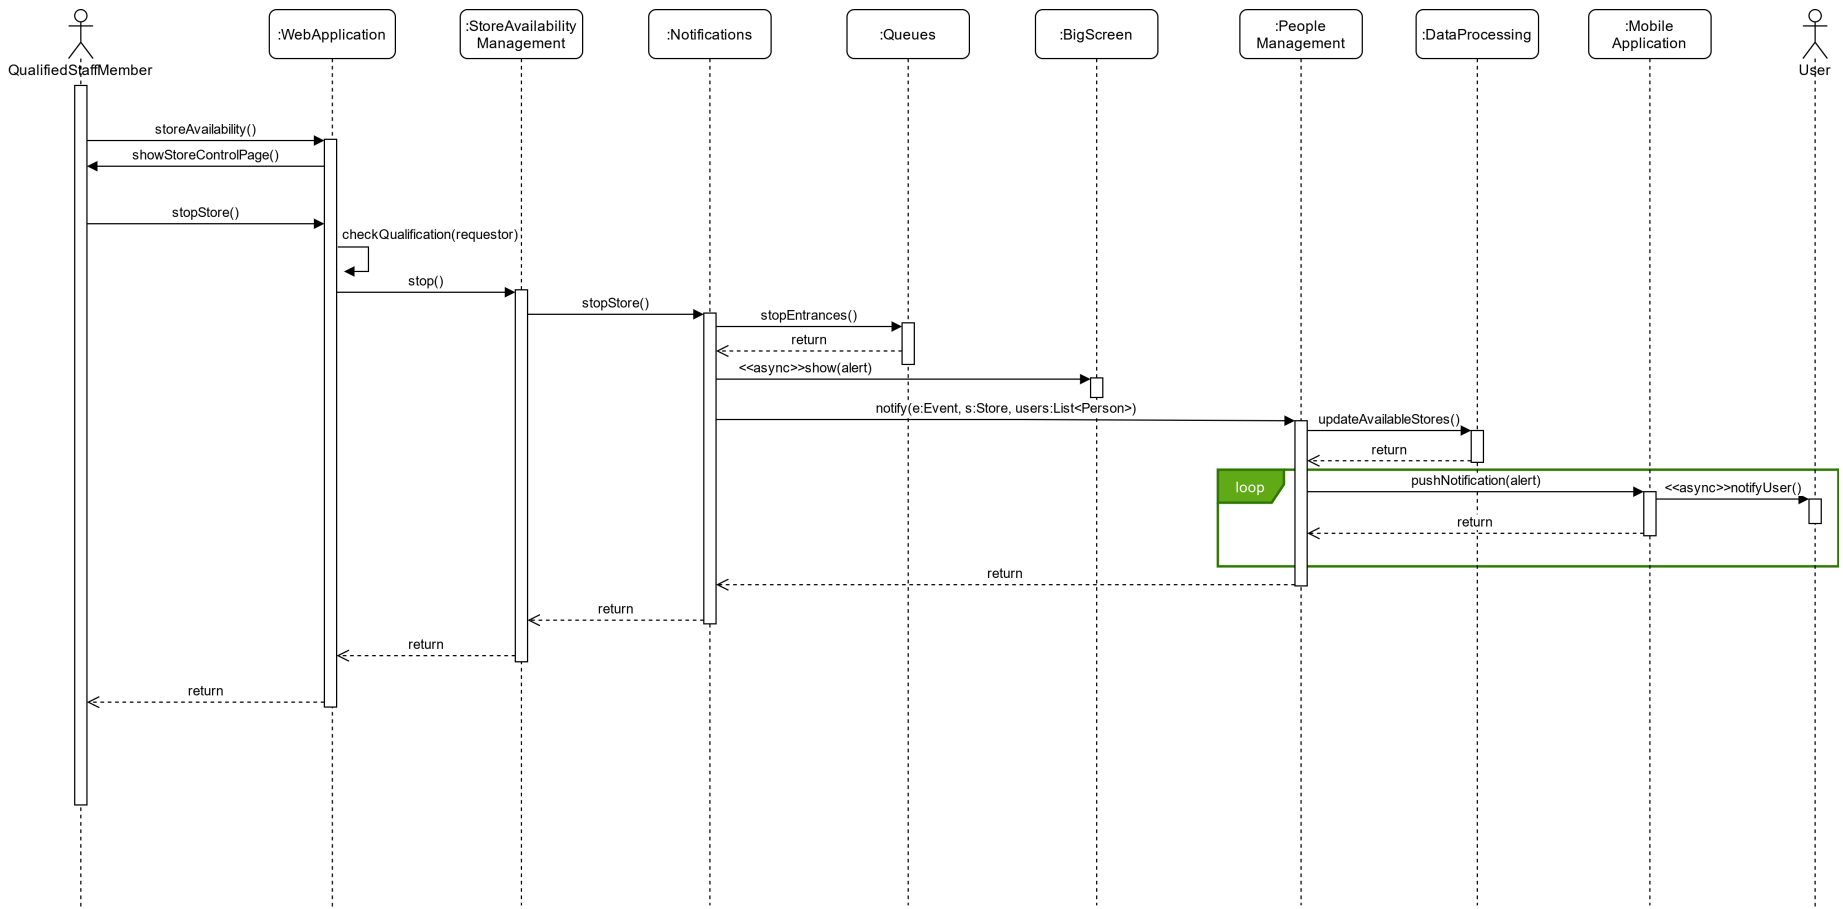 QualifiedStaffMember
:WebApplication
:StoreAvailability
Management
:Notifications
:Queues
:BigScreen
:People
Management
:DataProcessing
:Mobile
Application
User
storeAvailability()
showStoreControlPage()
stopStore()
checkQualification(requestor)
stop()
stopStore()
stopEntrances()
return
<<async>>show(alert)
notify(e:Event, s:Store, users:List<Person>)
updateAvailableStores()
return
loop
pushNotification(alert)
<<async>>notifyUser()
return
return
return
return
return